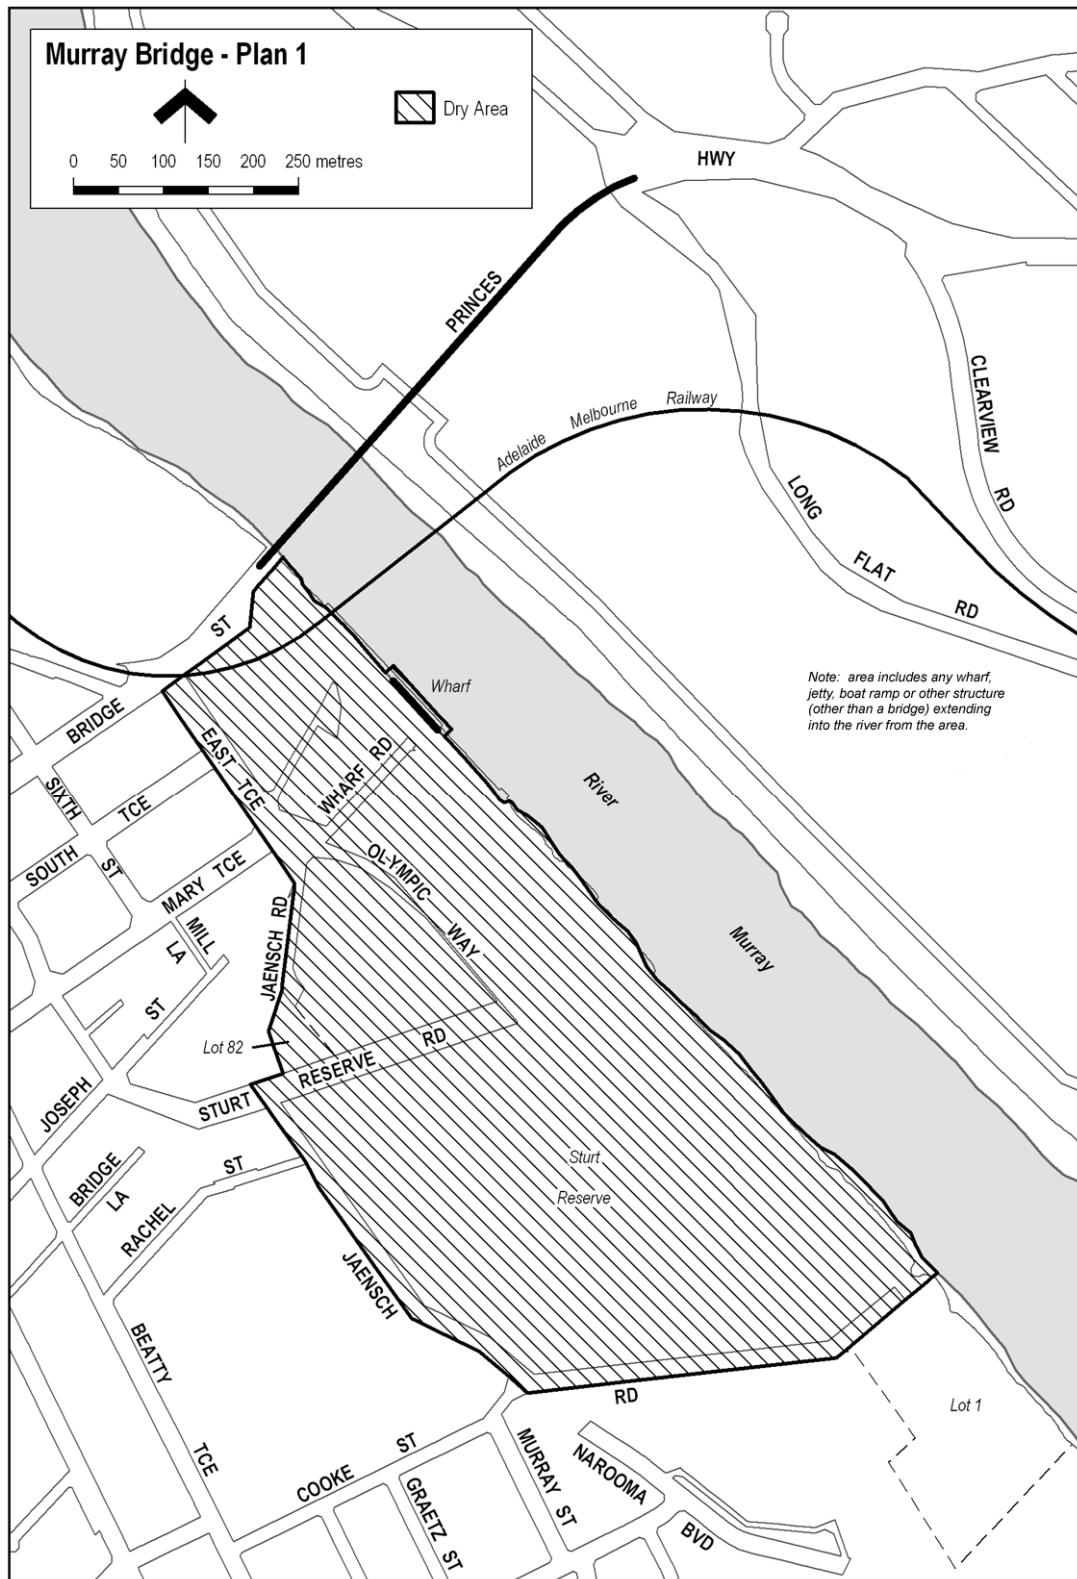 Murray Bridge - Plan 1
Dry Area
0 50 100 150 200 250 metres
HWY
PRINCES
Adelaide Melbourne Railway
CLEARVIEW RD
LONG FLAT RD
Note: area includes any wharf,
jetty, boat ramp or other structure
(other than a bridge) extending
into the river from the area.
Wharf
BRIDGE ST
EAST TCE
WHARF RD
River Murray
SIXTH ST
SOUTH TCE
MARY TCE
OLYMPIC WAY
MILL LA
JAENSCH RD
Lot 82
JOSEPH ST
STURT RESERVE RD
BRIDGE LA
RACHEL ST
Sturt
Reserve
JAENSCH RD
BEATTY TCE
Lot 1
COOKE ST
GRAETZ ST
MURRAY ST
NAROOMA BVD